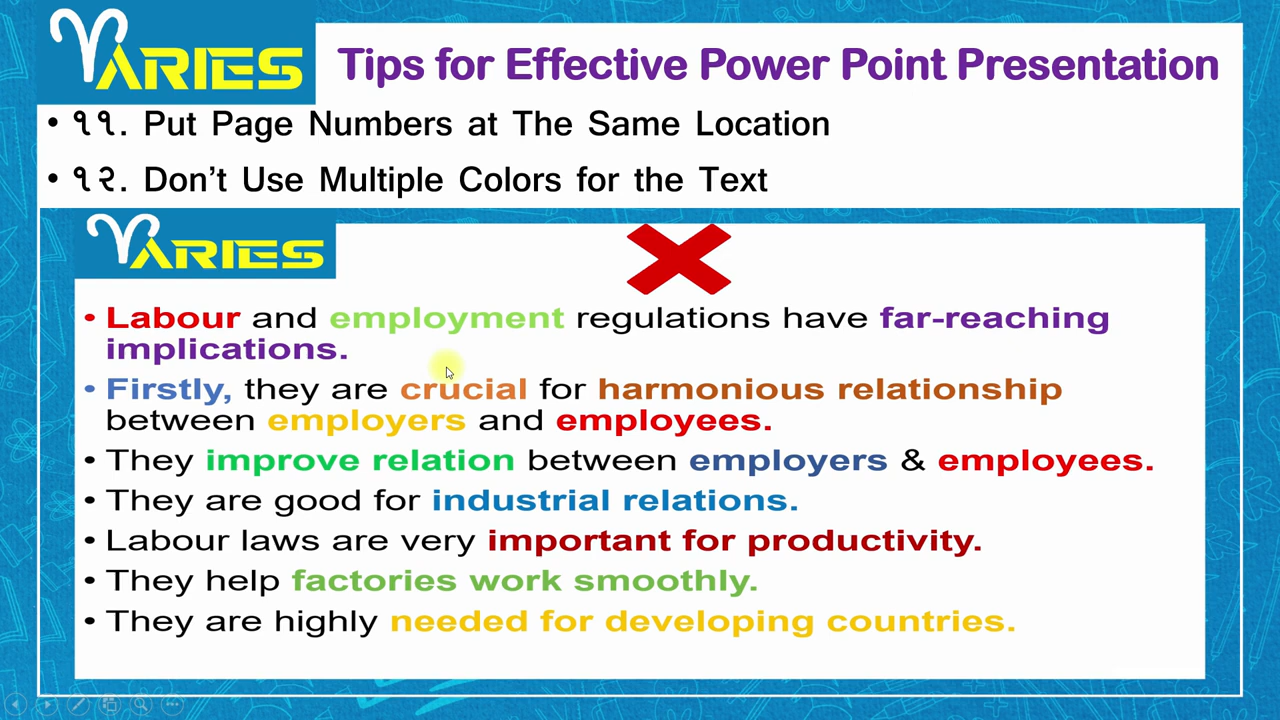 ARIES
Tips for Effective Power Point Presentation
• ११. Put Page Numbers at The Same Location
• १२. Don’t Use Multiple Colors for the Text
ARIES
• Labour and employment regulations have far-reaching
implications.
• Firstly, they are crucial for harmonious relationship
between employers and employees.
• They improve relation between employers & employees.
• They are good for industrial relations.
• Labour laws are very important for productivity.
• They help factories work smoothly.
• They are highly needed for developing countries.